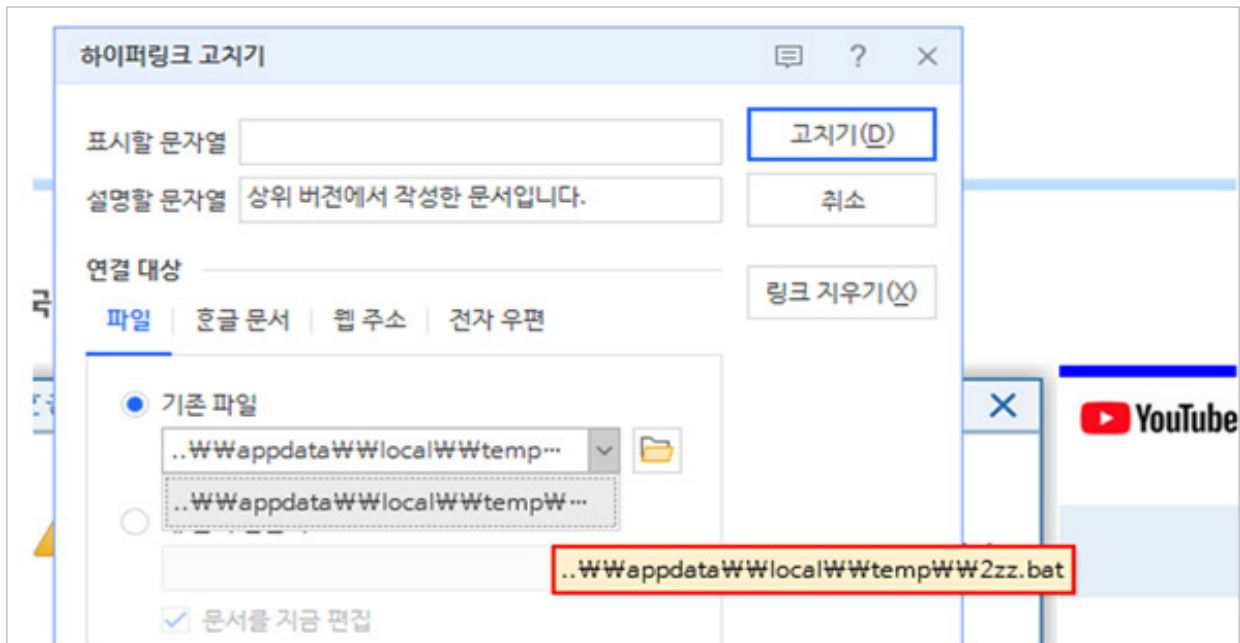 하이퍼링크 고치기
?
표시할 문자열
고치기(D)
설명할 문자열
상위 버전에서 작성한 문서입니다.
취소
연결 대상
링크 지우기(X)
파일
훈글 문서
웹 주소
전자 우편
기존 파일
YouTube
..₩₩appdata₩₩local₩₩temp···
..₩₩appdata₩₩local₩₩temp₩···
..₩₩appdata₩₩local₩₩temp₩₩2zz.bat
문서를 지금 편집